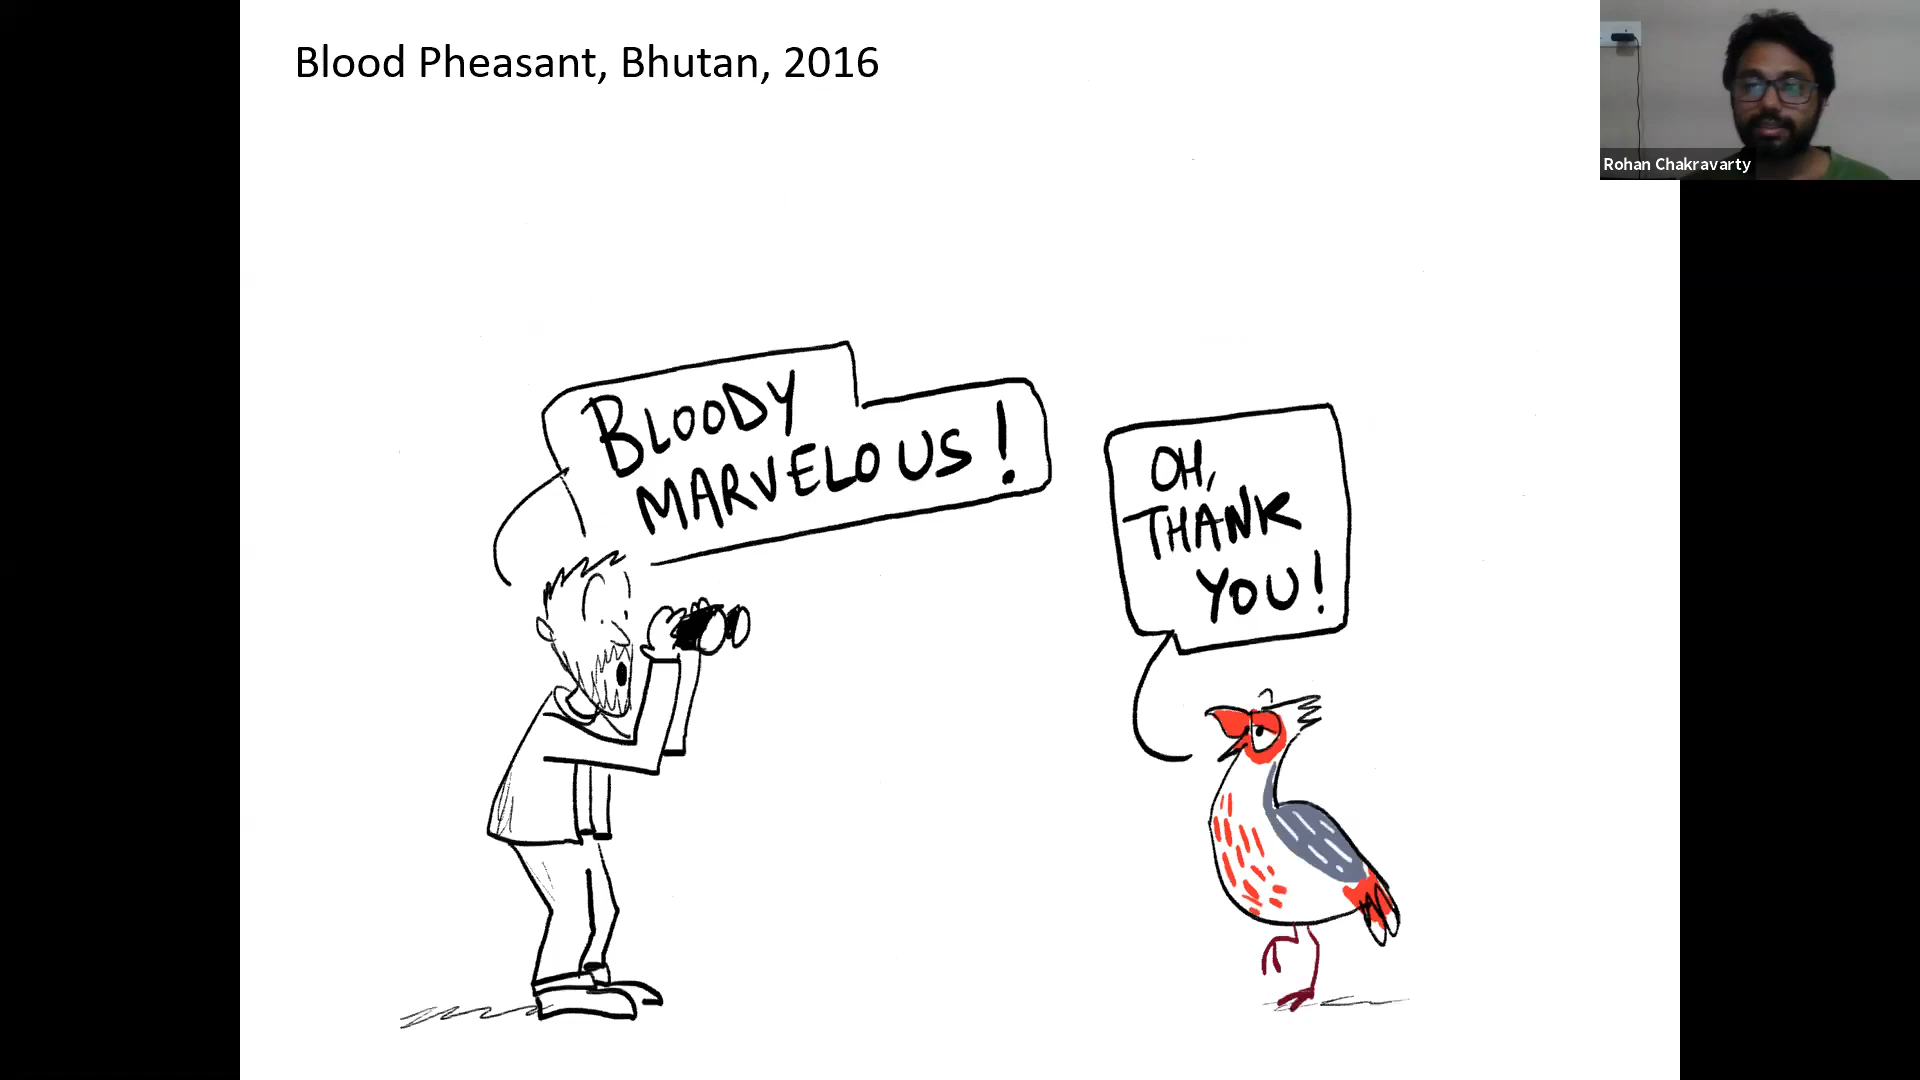 Blood Pheasant, Bhutan, 2016
Rohan Chakravarty
BLOODY
MARVELOUS!
OH,
THANK
YOU!